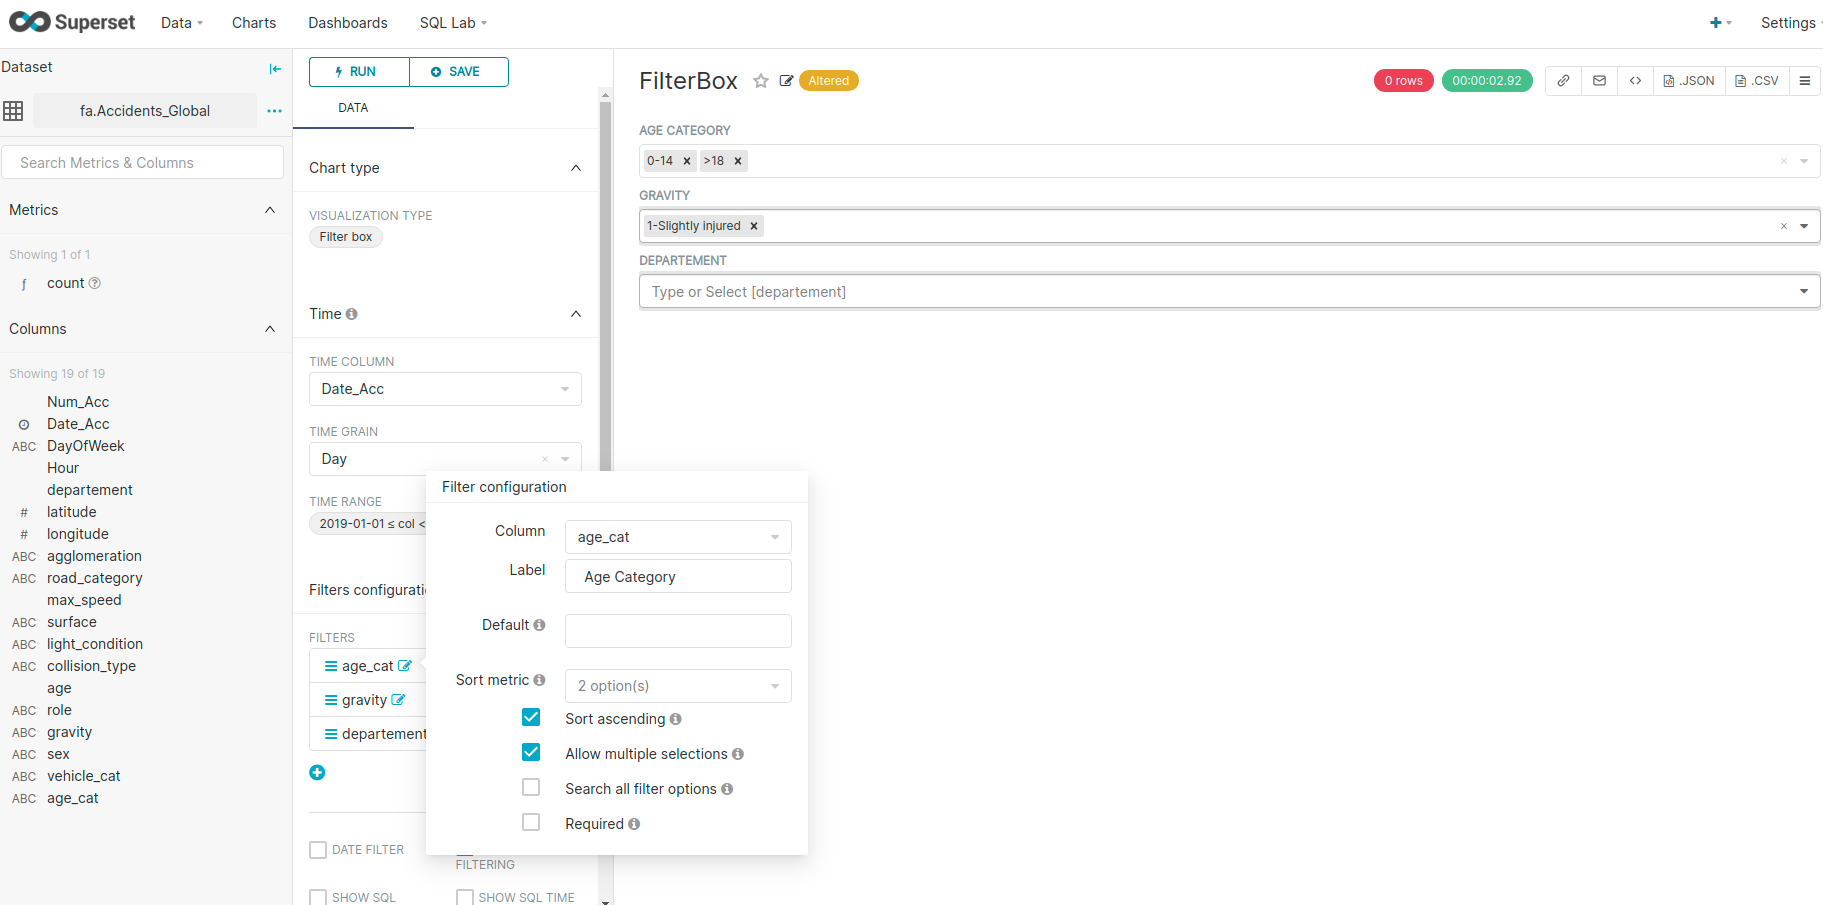 Superset Data Charts Dashboards SQL Lab Settings
Dataset
fa.Accidents_Global
Search Metrics & Columns
Metrics
Showing 1 of 1
ƒ count
Columns
Showing 19 of 19
Num_Acc
Date_Acc
ABC DayOfWeek
Hour
departement
# latitude
# longitude
ABC agglomeration
ABC road_category
max_speed
ABC surface
ABC light_condition
ABC collision_type
age
ABC role
ABC gravity
ABC sex
ABC vehicle_cat
ABC age_cat
RUN SAVE
DATA
Chart type
VISUALIZATION TYPE
Filter box
Time
TIME COLUMN
Date_Acc
TIME GRAIN
Day
TIME RANGE
2019-01-01 ≤ col <
Filters configurati
FILTERS
age_cat
gravity
departement
DATE FILTER
FILTERING
SHOW SQL
SHOW SQL TIME
Filter configuration
Column age_cat
Label Age Category
Default
Sort metric 2 option(s)
Sort ascending
Allow multiple selections
Search all filter options
Required
FilterBox Altered 0 rows 00:00:02.92 .JSON .CSV
AGE CATEGORY
0-14 × >18 ×
GRAVITY
1-Slightly injured ×
DEPARTEMENT
Type or Select [departement]